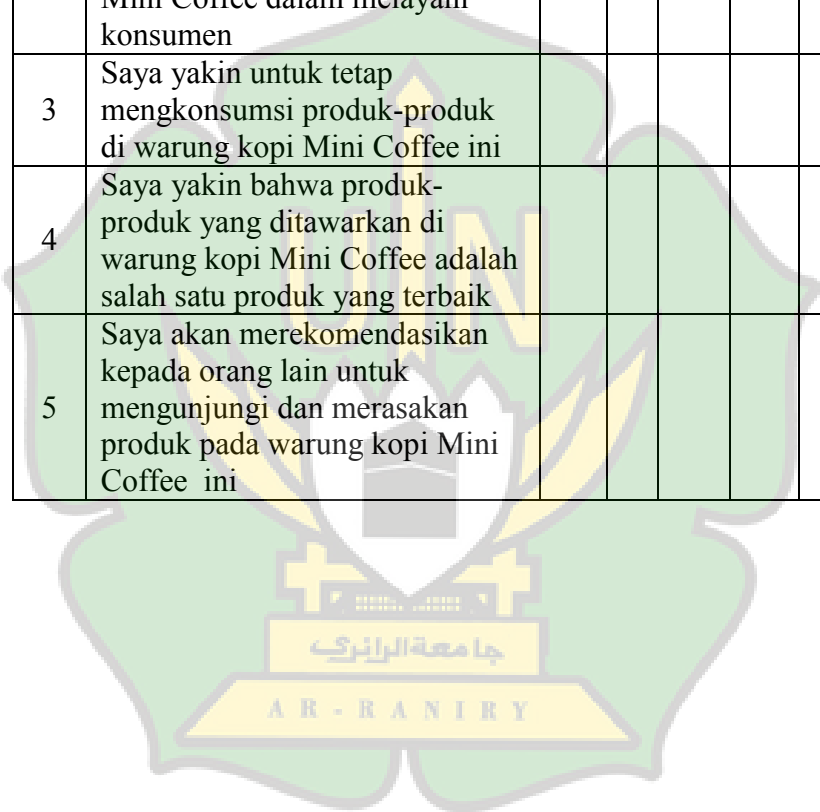 Mini Coffee dalam melayani
konsumen
3
Saya yakin untuk tetap
mengkonsumsi produk-produk
di warung kopi Mini Coffee ini
4
Saya yakin bahwa produk-
produk yang ditawarkan di
warung kopi Mini Coffee adalah
salah satu produk yang terbaik
5
Saya akan merekomendasikan
kepada orang lain untuk
mengunjungi dan merasakan
produk pada warung kopi Mini
Coffee ini
UIN
جامعة الرانري
AR-RANIRY